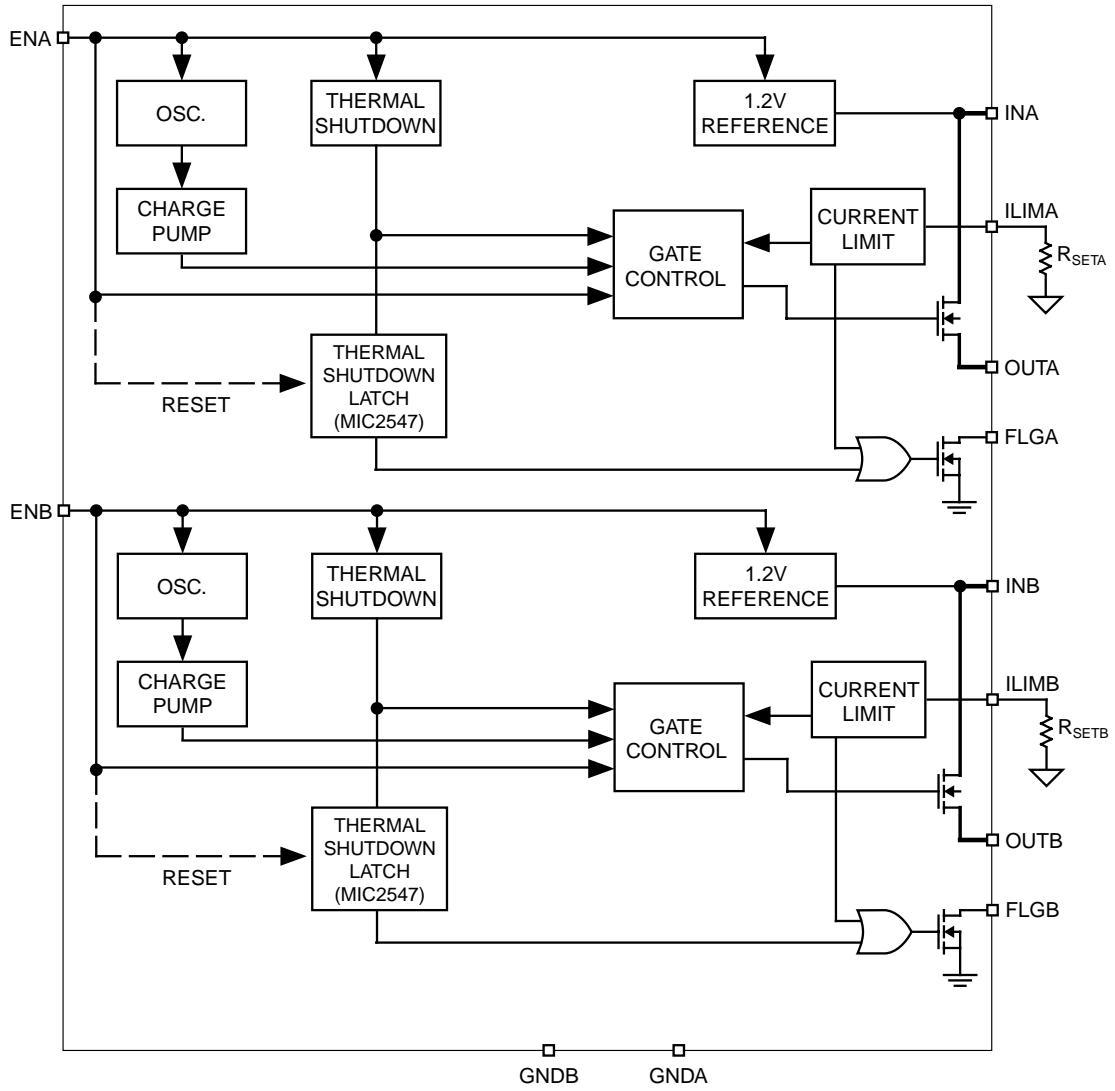 ENA
OSC.
THERMAL
SHUTDOWN
1.2V
REFERENCE
INA
CHARGE
PUMP
GATE
CONTROL
CURRENT
LIMIT
ILIMA
RSETA
THERMAL
SHUTDOWN
LATCH
(MIC2547)
RESET
OUTA
FLGA
ENB
OSC.
THERMAL
SHUTDOWN
1.2V
REFERENCE
INB
CHARGE
PUMP
GATE
CONTROL
CURRENT
LIMIT
ILIMB
RSETB
THERMAL
SHUTDOWN
LATCH
(MIC2547)
RESET
OUTB
FLGB
GNDB
GNDA